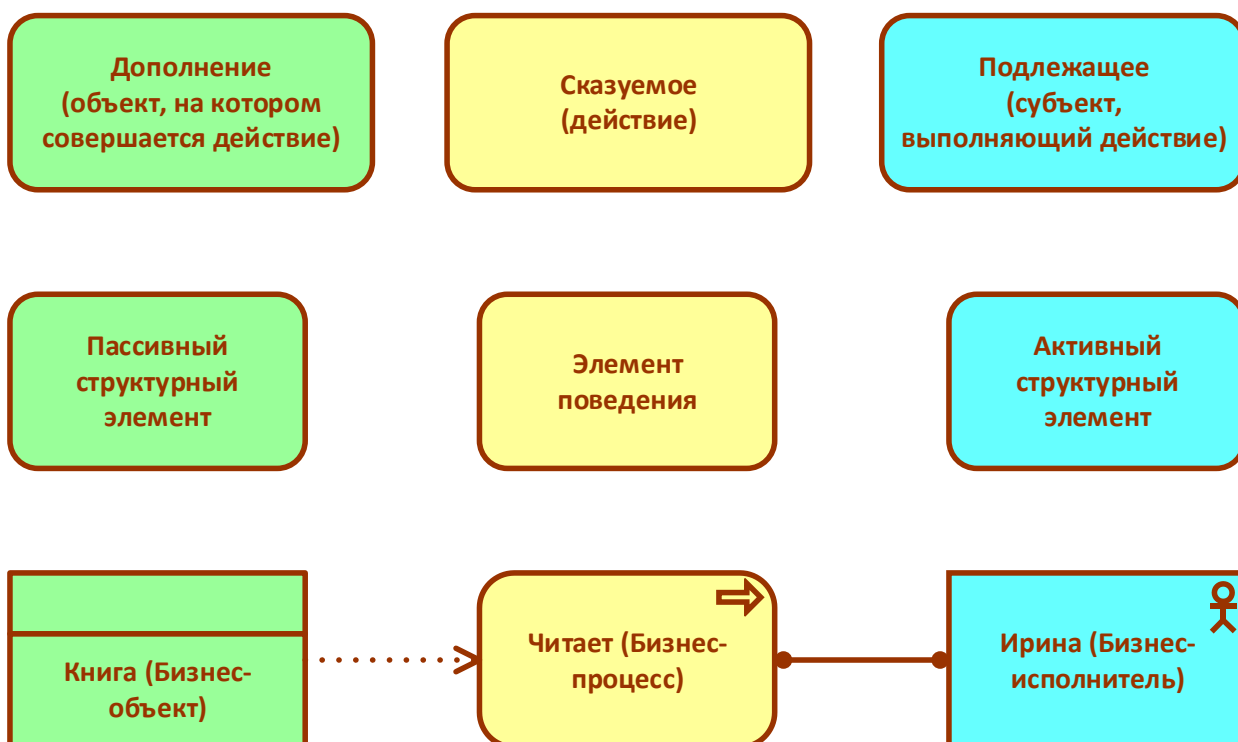 Дополнение
(объект, на котором
совершается действие)
Сказуемое
(действие)
Подлежащее
(субъект,
выполняющий действие)
Пассивный
структурный
элемент
Элемент
поведения
Активный
структурный
элемент
Книга (Бизнес-
объект)
Читает (Бизнес-
процесс)
Ирина (Бизнес-
исполнитель)